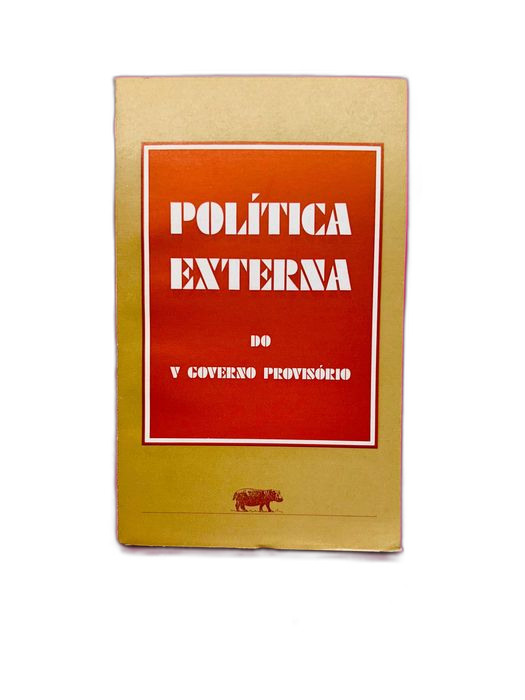 POLÍTICA
EXTERNA
DO
V GOVERNO PROVISÓRIO